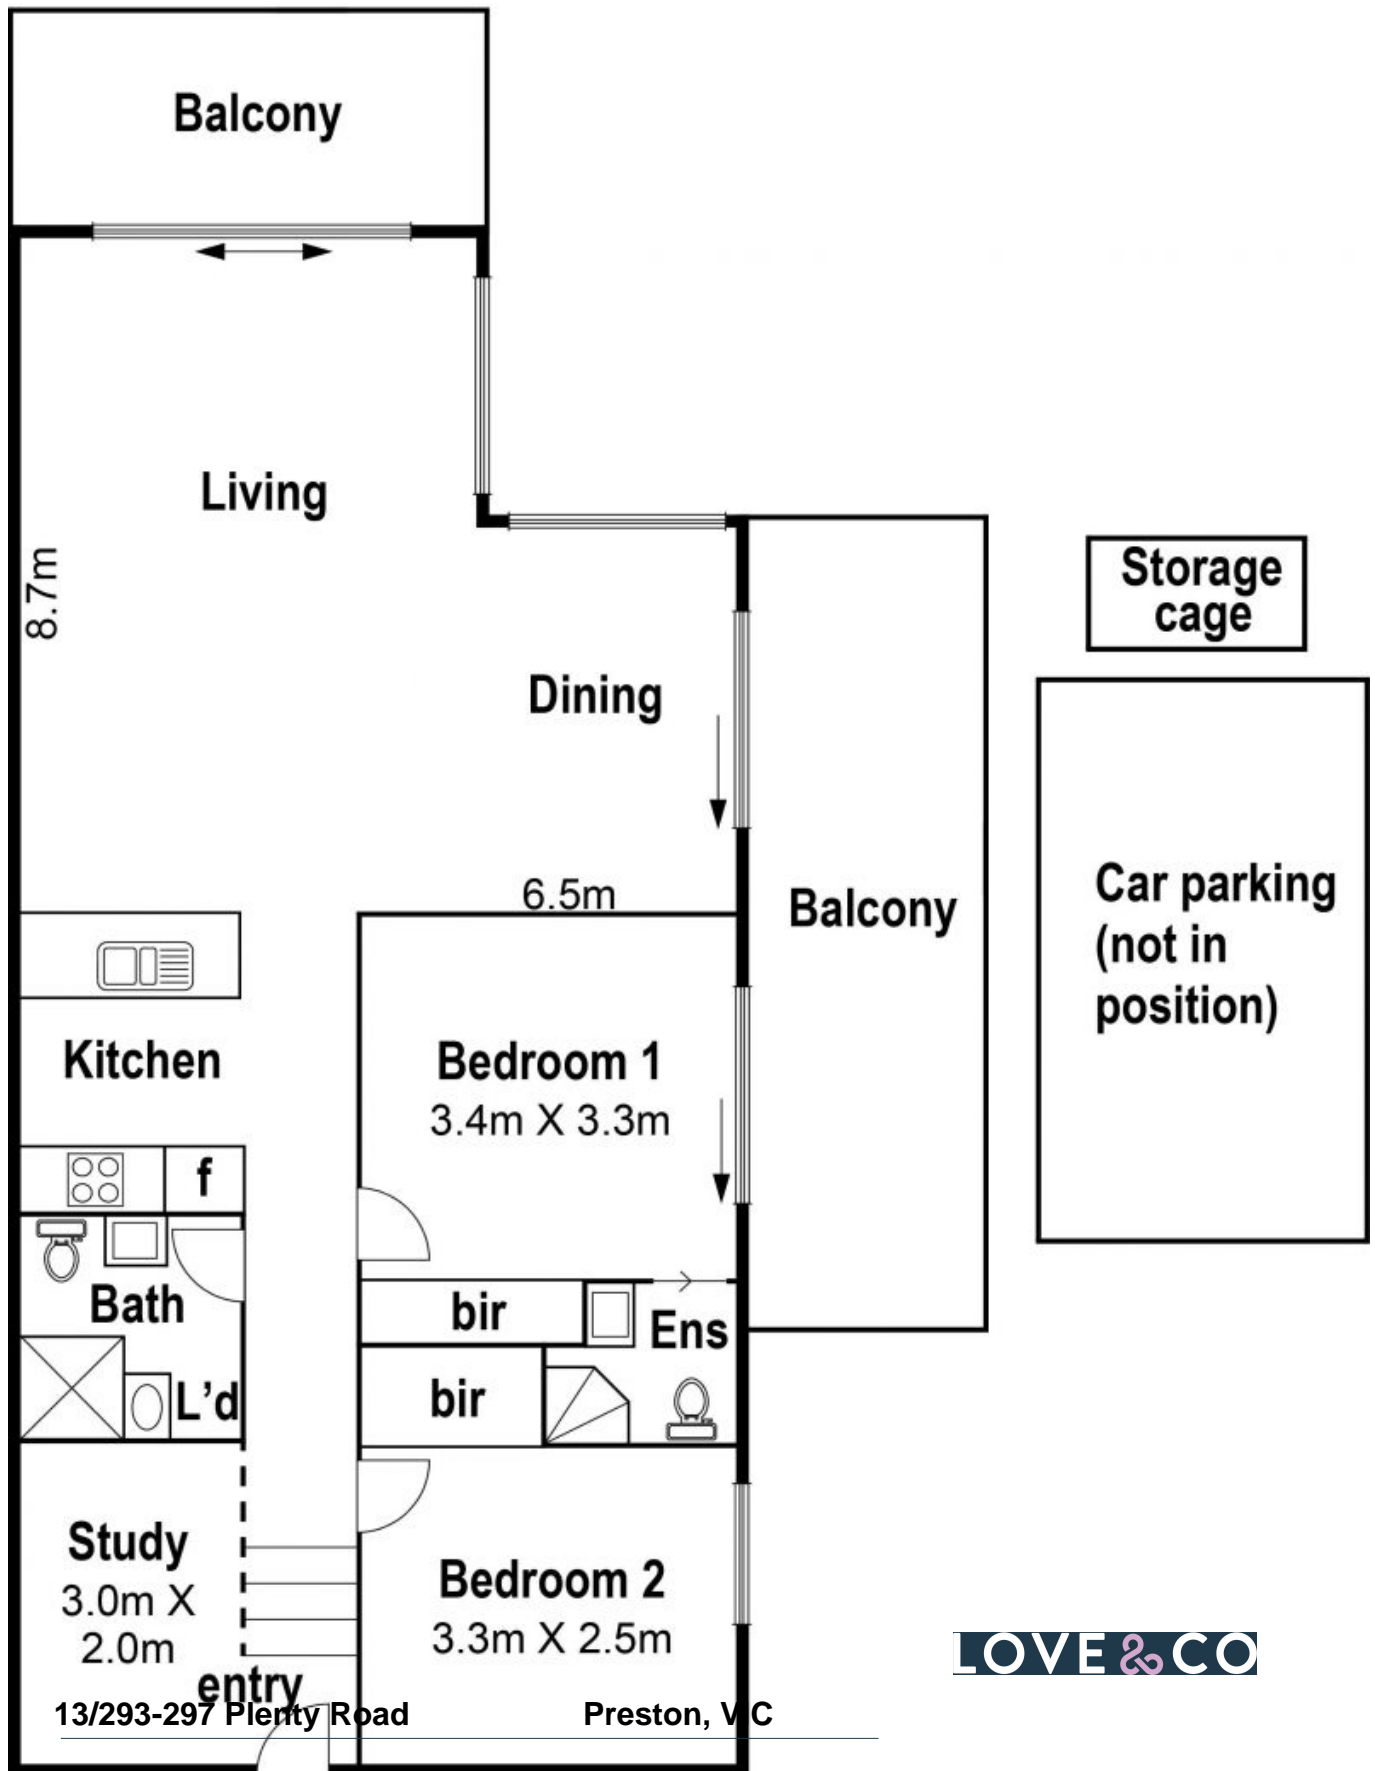 Balcony
Living
8.7m
Storage
cage
Dining
6.5m
Balcony
Car parking
(not in
position)
Kitchen
Bedroom 1
3.4m X 3.3m
f
Bath
bir
Ens
bir
L'd
Study
3.0m X
2.0m
Bedroom 2
3.3m X 2.5m
entry
LOVE & CO
13/293-297 Plenty Road Preston, VIC